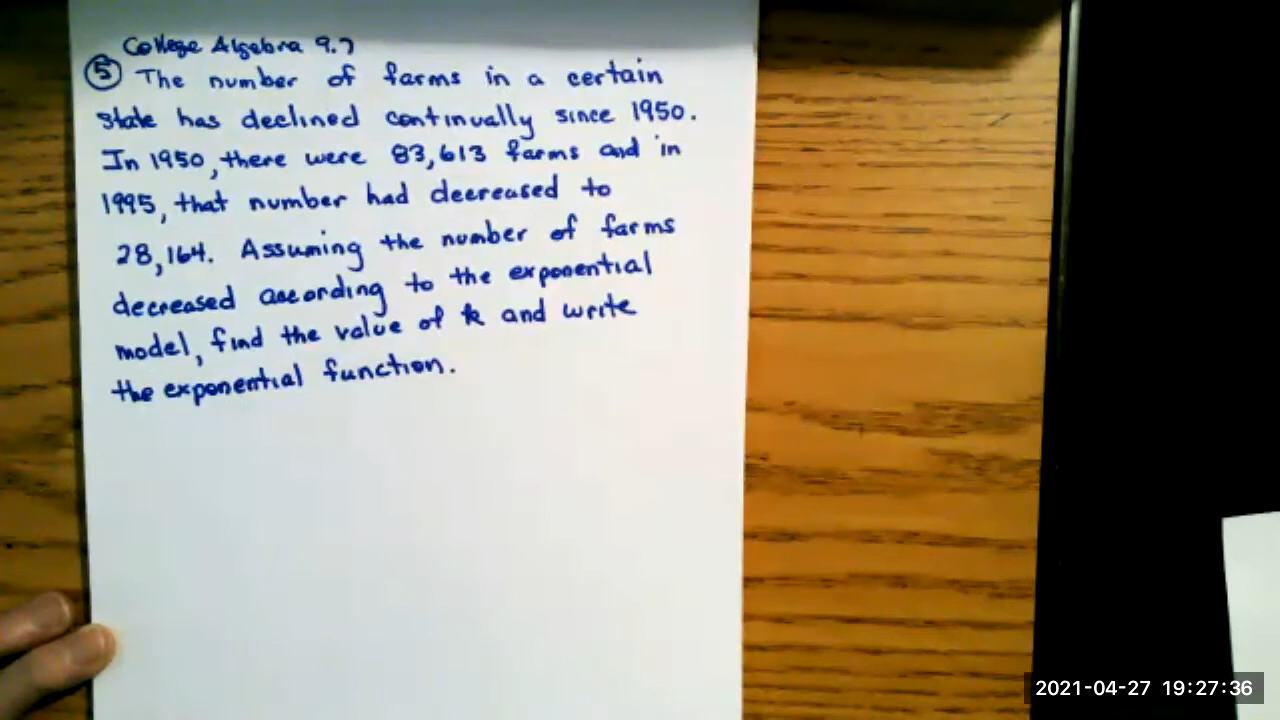 College Algebra 9.7
⑤ The number of farms in a certain
state has declined continually since 1950.
In 1950, there were 83,613 farms and in
1995, that number had decreased to
28,164. Assuming the number of farms
decreased according to the exponential
model, find the value of k and write
the exponential function.
2021-04-27 19:27:36